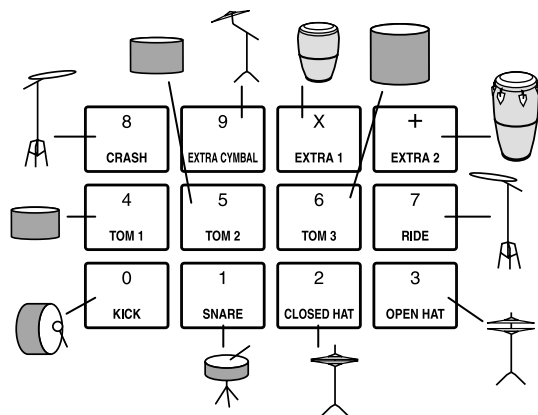 8 9 X +
CRASH EXTRA CYMBAL EXTRA 1 EXTRA 2
4 5 6 7
TOM 1 TOM 2 TOM 3 RIDE
0 1 2 3
KICK SNARE CLOSED HAT OPEN HAT